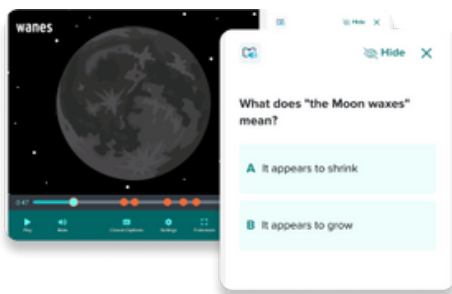 wanes
Hide
Hide
What does "the Moon waxes"
mean?
A It appears to shrink
B It appears to grow
0:47
Play
Mute
Closed Captions
Settings
Fullscreen